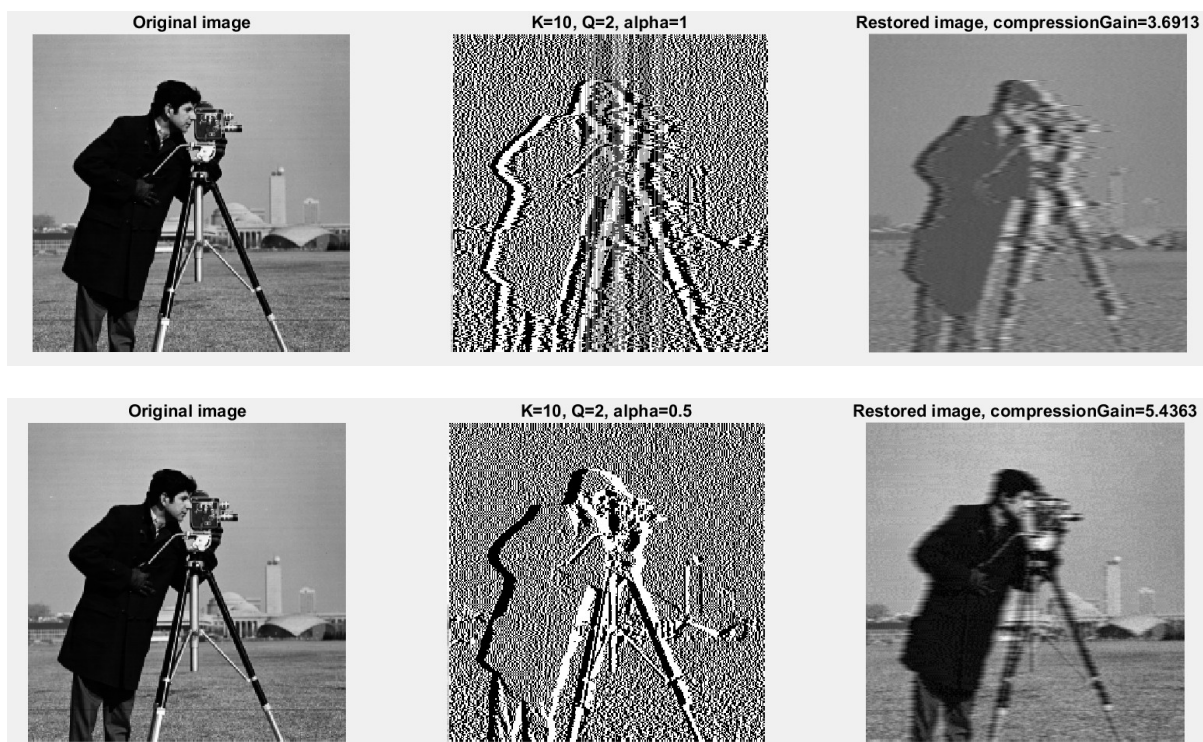 Original image
K=10, Q=2, alpha=1
Restored image, compressionGain=3.6913
Original image
K=10, Q=2, alpha=0.5
Restored image, compressionGain=5.4363